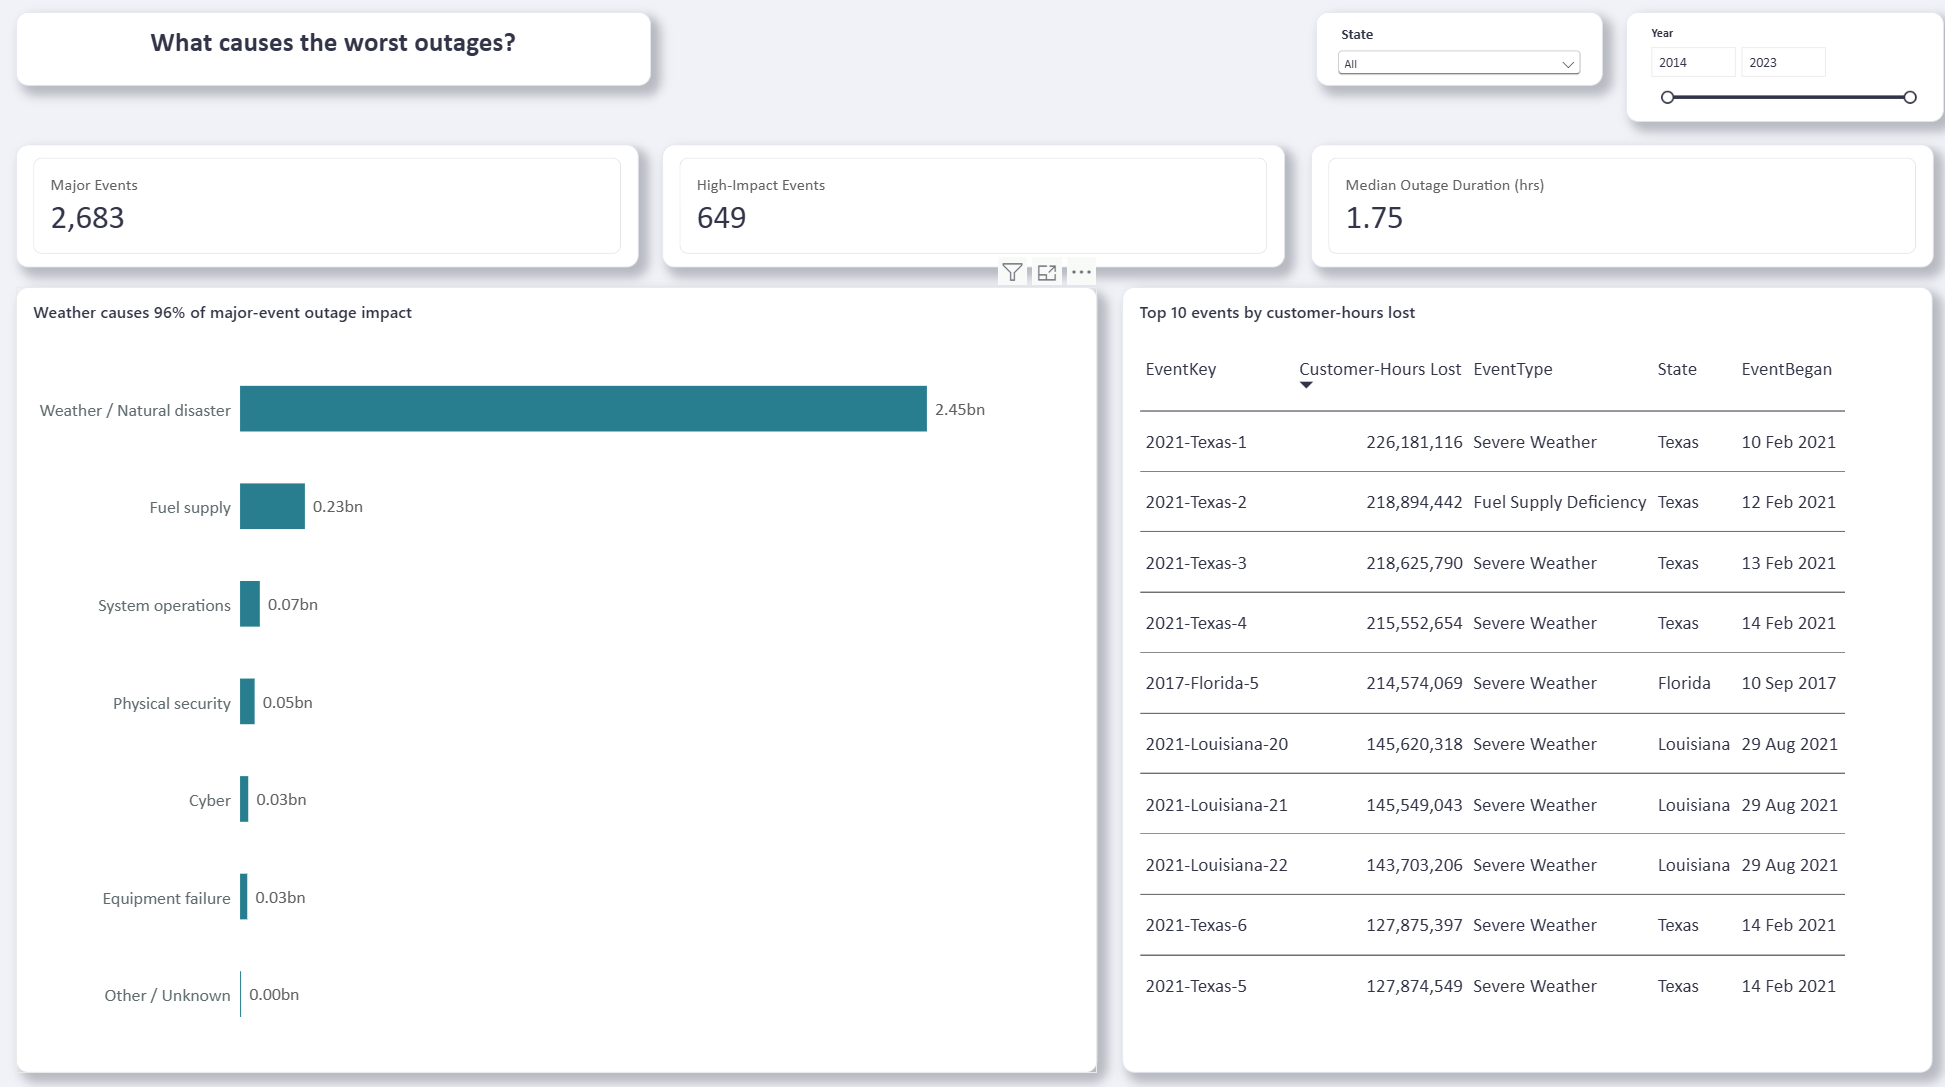 What causes the worst outages?
State
All
Year
2014 2023
Major Events
2,683
High-Impact Events
649
Median Outage Duration (hrs)
1.75
Weather causes 96% of major-event outage impact
Weather / Natural disaster 2.45bn
Fuel supply 0.23bn
System operations 0.07bn
Physical security 0.05bn
Cyber 0.03bn
Equipment failure 0.03bn
Other / Unknown 0.00bn
Top 10 events by customer-hours lost
EventKey Customer-Hours Lost EventType State EventBegan
2021-Texas-1 226,181,116 Severe Weather Texas 10 Feb 2021
2021-Texas-2 218,894,442 Fuel Supply Deficiency Texas 12 Feb 2021
2021-Texas-3 218,625,790 Severe Weather Texas 13 Feb 2021
2021-Texas-4 215,552,654 Severe Weather Texas 14 Feb 2021
2017-Florida-5 214,574,069 Severe Weather Florida 10 Sep 2017
2021-Louisiana-20 145,620,318 Severe Weather Louisiana 29 Aug 2021
2021-Louisiana-21 145,549,043 Severe Weather Louisiana 29 Aug 2021
2021-Louisiana-22 143,703,206 Severe Weather Louisiana 29 Aug 2021
2021-Texas-6 127,875,397 Severe Weather Texas 14 Feb 2021
2021-Texas-5 127,874,549 Severe Weather Texas 14 Feb 2021